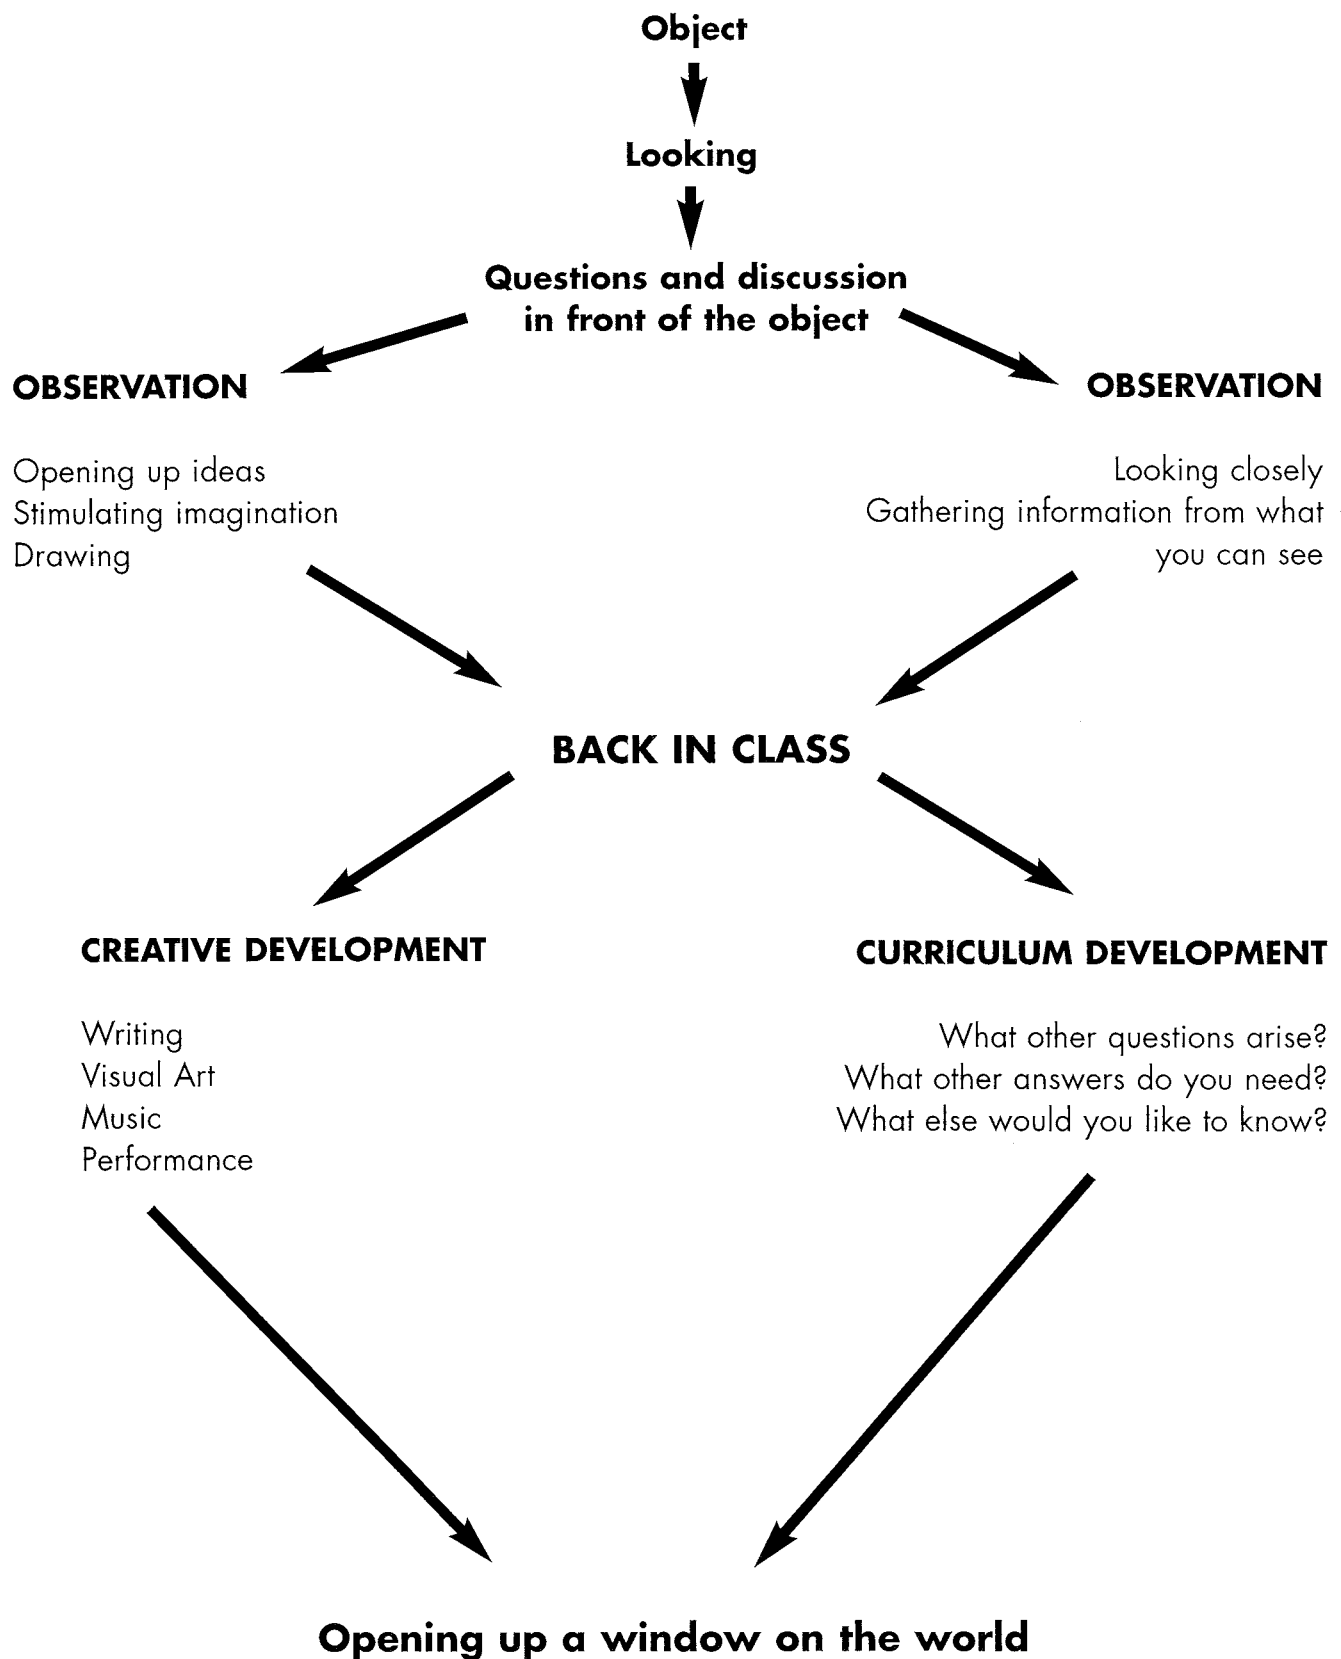 Object
Looking
Questions and discussion
in front of the object
OBSERVATION
Opening up ideas
Stimulating imagination
Drawing
OBSERVATION
Looking closely
Gathering information from what
you can see
BACK IN CLASS
CREATIVE DEVELOPMENT
Writing
Visual Art
Music
Performance
CURRICULUM DEVELOPMENT
What other questions arise?
What other answers do you need?
What else would you like to know?
Opening up a window on the world